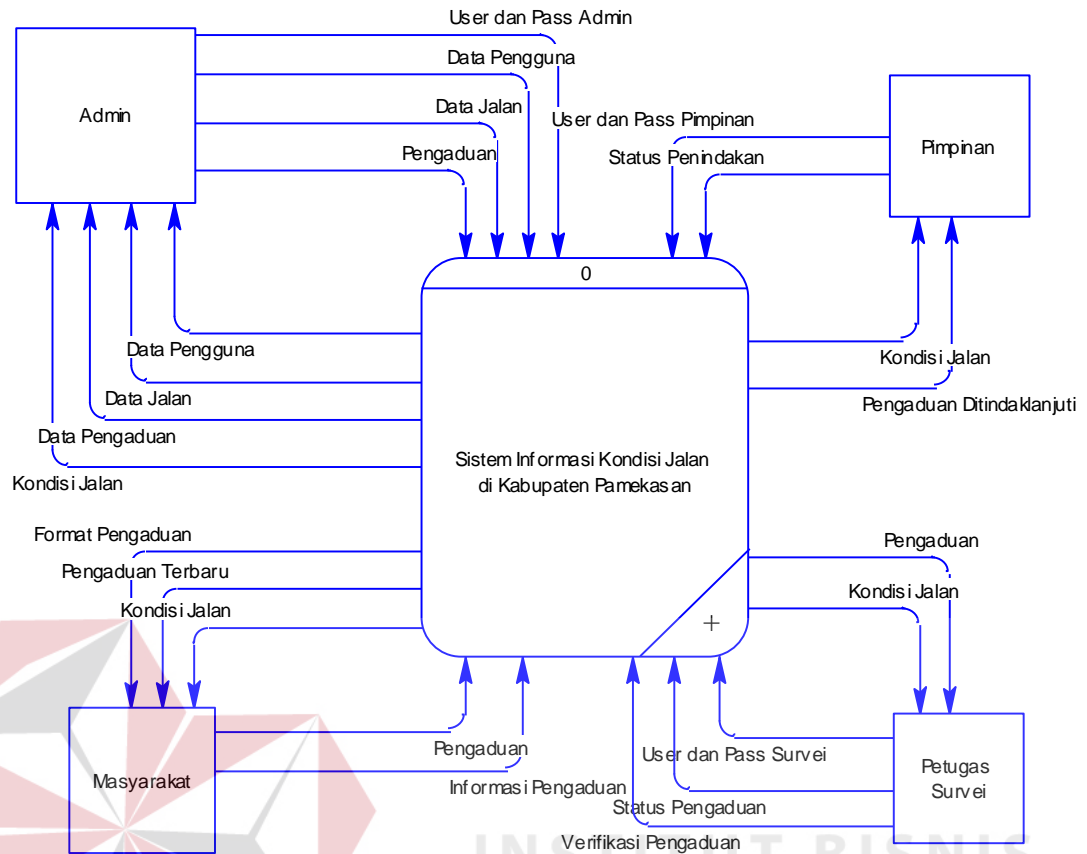 User dan Pass Admin
Data Pengguna
Data Jalan
Pengaduan
Admin
User dan Pass Pimpinan
Status Penindakan
Pimpinan
0
Data Pengguna
Data Jalan
Data Pengaduan
Kondisi Jalan
Kondisi Jalan
Pengaduan Ditindaklanjuti
Sistem Informasi Kondisi Jalan
di Kabupaten Pamekasan
Format Pengaduan
Pengaduan Terbaru
Kondisi Jalan
Pengaduan
Kondisi Jalan
+
Masyarakat
Pengaduan
Informasi Pengaduan
User dan Pass Survei
Status Pengaduan
Verifikasi Pengaduan
Petugas
Survei
INSTITUT BISNIS